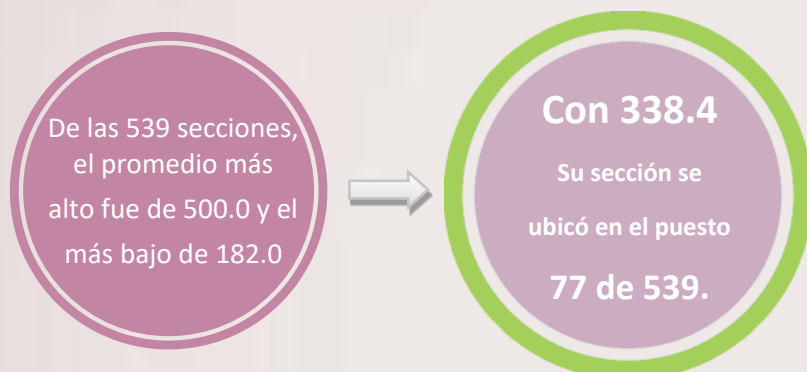 De las 539 secciones,
el promedio más
alto fue de 500.0 y el
más bajo de 182.0
Con 338.4
Su sección se
ubicó en el puesto
77 de 539.